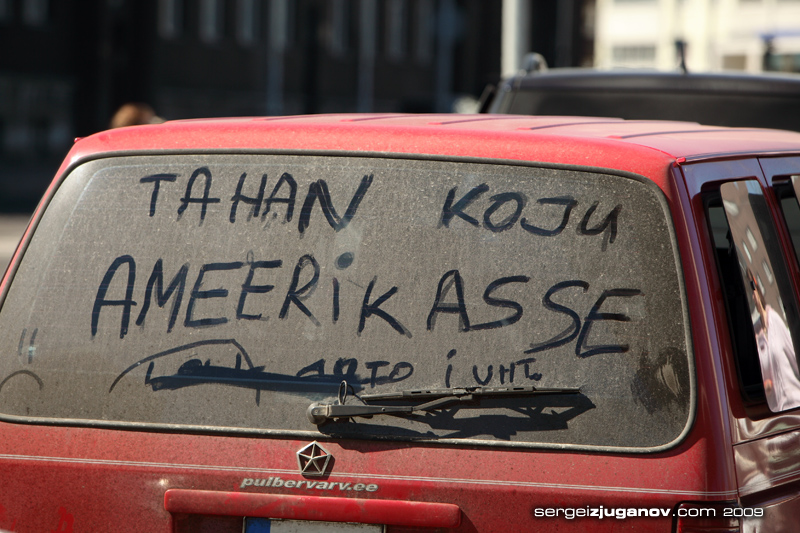 TAHAN KOJU
AMEERiKASSE
pulbervarv.ee
sergeizjuganov.com 2009